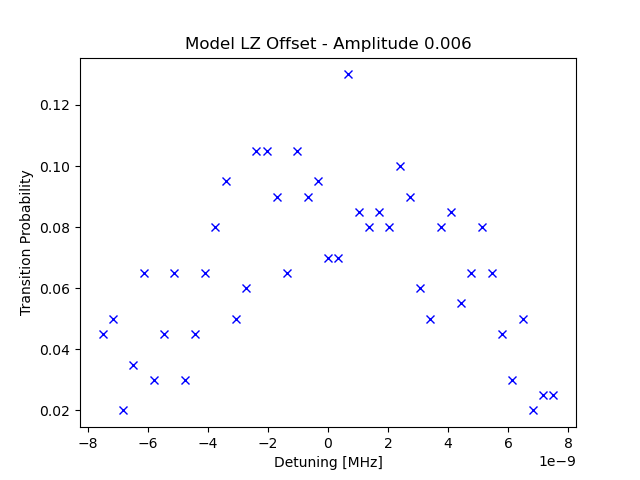 Model LZ Offset - Amplitude 0.006
Transition Probability
0.12
0.10
0.08
0.06
0.04
0.02
−8 −6 −4 −2 0 2 4 6 8
1e−9
Detuning [MHz]